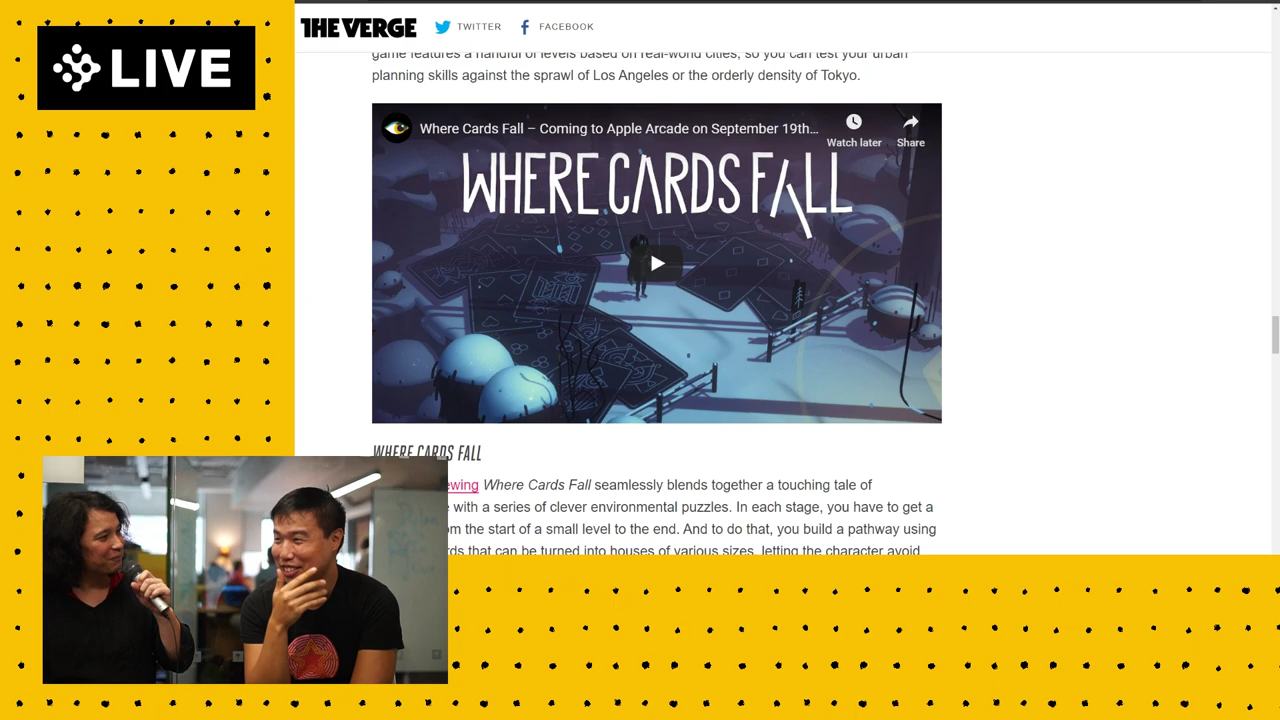 LIVE
THE VERGE
TWITTER
FACEBOOK
game features a handful of levels based on real-world cities, so you can test your urban
planning skills against the sprawl of Los Angeles or the orderly density of Tokyo.
Where Cards Fall – Coming to Apple Arcade on September 19th...
Watch later
Share
WHERE CARDS FALL
WHERE CARDS FALL
ewing Where Cards Fall seamlessly blends together a touching tale of
with a series of clever environmental puzzles. In each stage, you have to get a
om the start of a small level to the end. And to do that, you build a pathway using
rds that can be turned into houses of various sizes, letting the character avoid